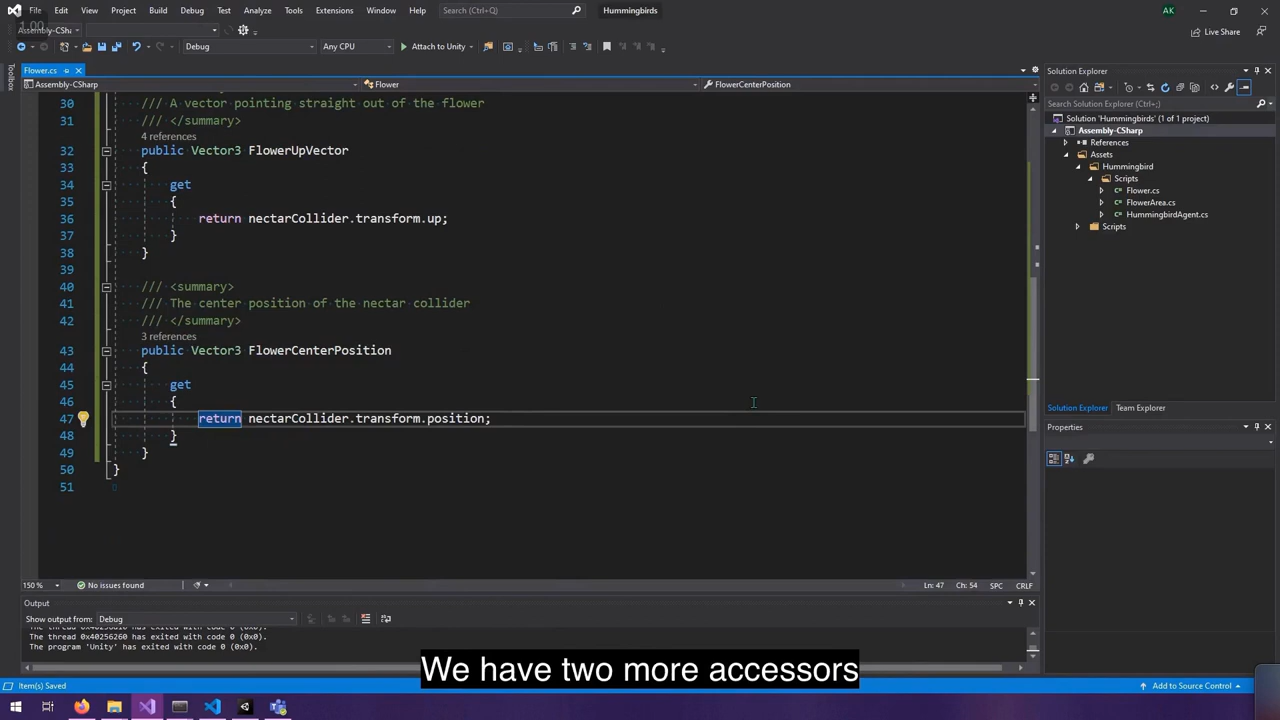 File Edit View Project Build Debug Test Analyze Tools Extensions Window Help Search (Ctrl+Q) Hummingbirds AK
1.00
Assembly-CSharp
Live Share
Debug Any CPU Attach to Unity
Toolbox
Flower.cs
Assembly-CSharp Flower FlowerCenterPosition
30 /// A vector pointing straight out of the flower
31 /// </summary>
4 references
32 public Vector3 FlowerUpVector
33 {
34 get
35 {
36 return nectarCollider.transform.up;
37 }
38 }
39
40 /// <summary>
41 /// The center position of the nectar collider
42 /// </summary>
3 references
43 public Vector3 FlowerCenterPosition
44 {
45 get
46 {
47 return nectarCollider.transform.position;
48 }
49 }
50 }
51
150 % No issues found Ln: 47 Ch: 54 SPC CRLF
Solution Explorer
Search Solution Explorer (Ctrl+;)
Solution 'Hummingbirds' (1 of 1 project)
Assembly-CSharp
References
Assets
Hummingbird
Scripts
Flower.cs
FlowerArea.cs
HummingbirdAgent.cs
Scripts
Solution Explorer Team Explorer
Properties
Output
Show output from: Debug
The thread 0x40256260 has exited with code 0 (0x0).
The program 'Unity' has exited with code 0 (0x0).
We have two more accessors
Item(s) Saved Add to Source Control